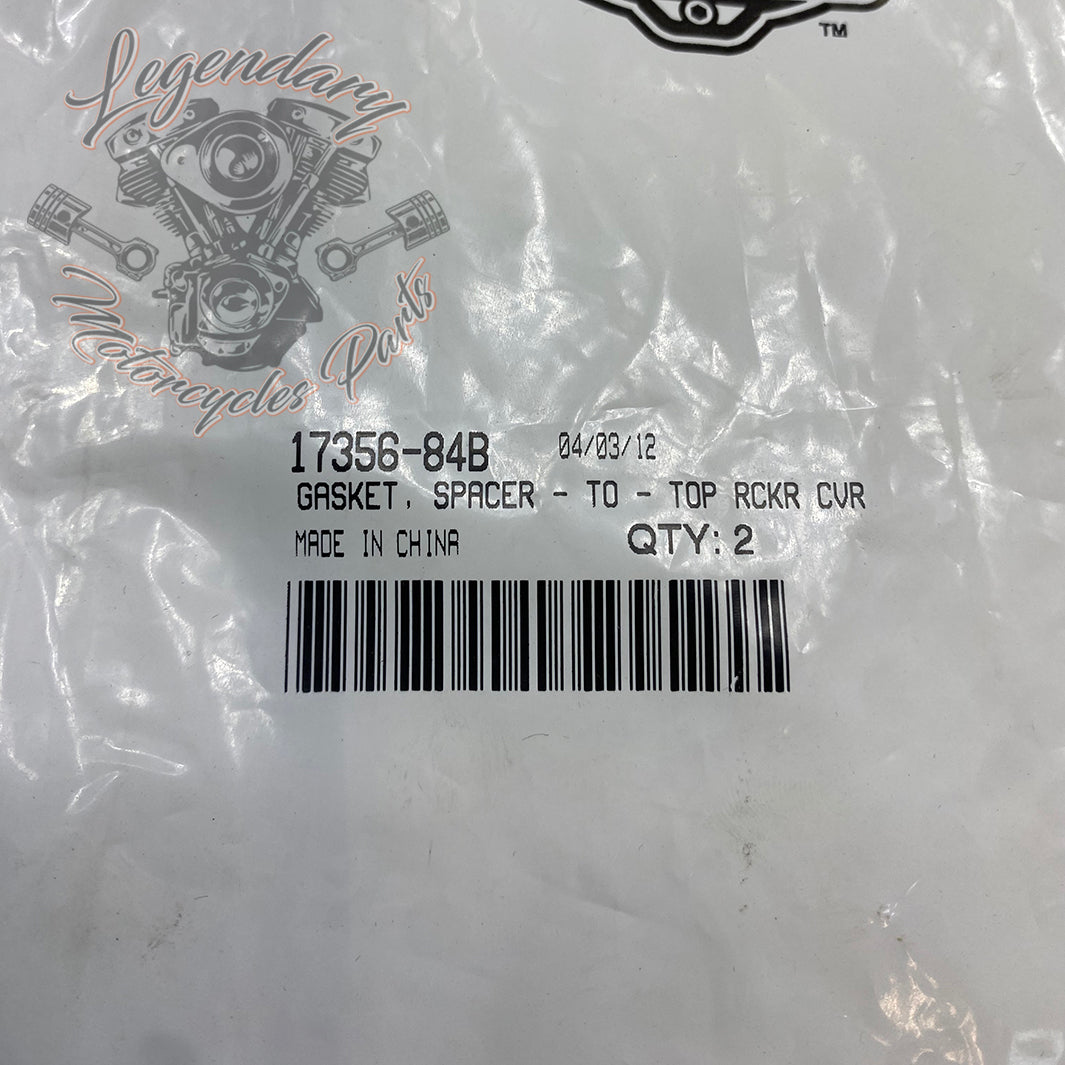 ™
Legendary
Motorcycles Parts
17356-84B 04/03/12
GASKET, SPACER - TO - TOP RCKR CVR
MADE IN CHINA QTY: 2